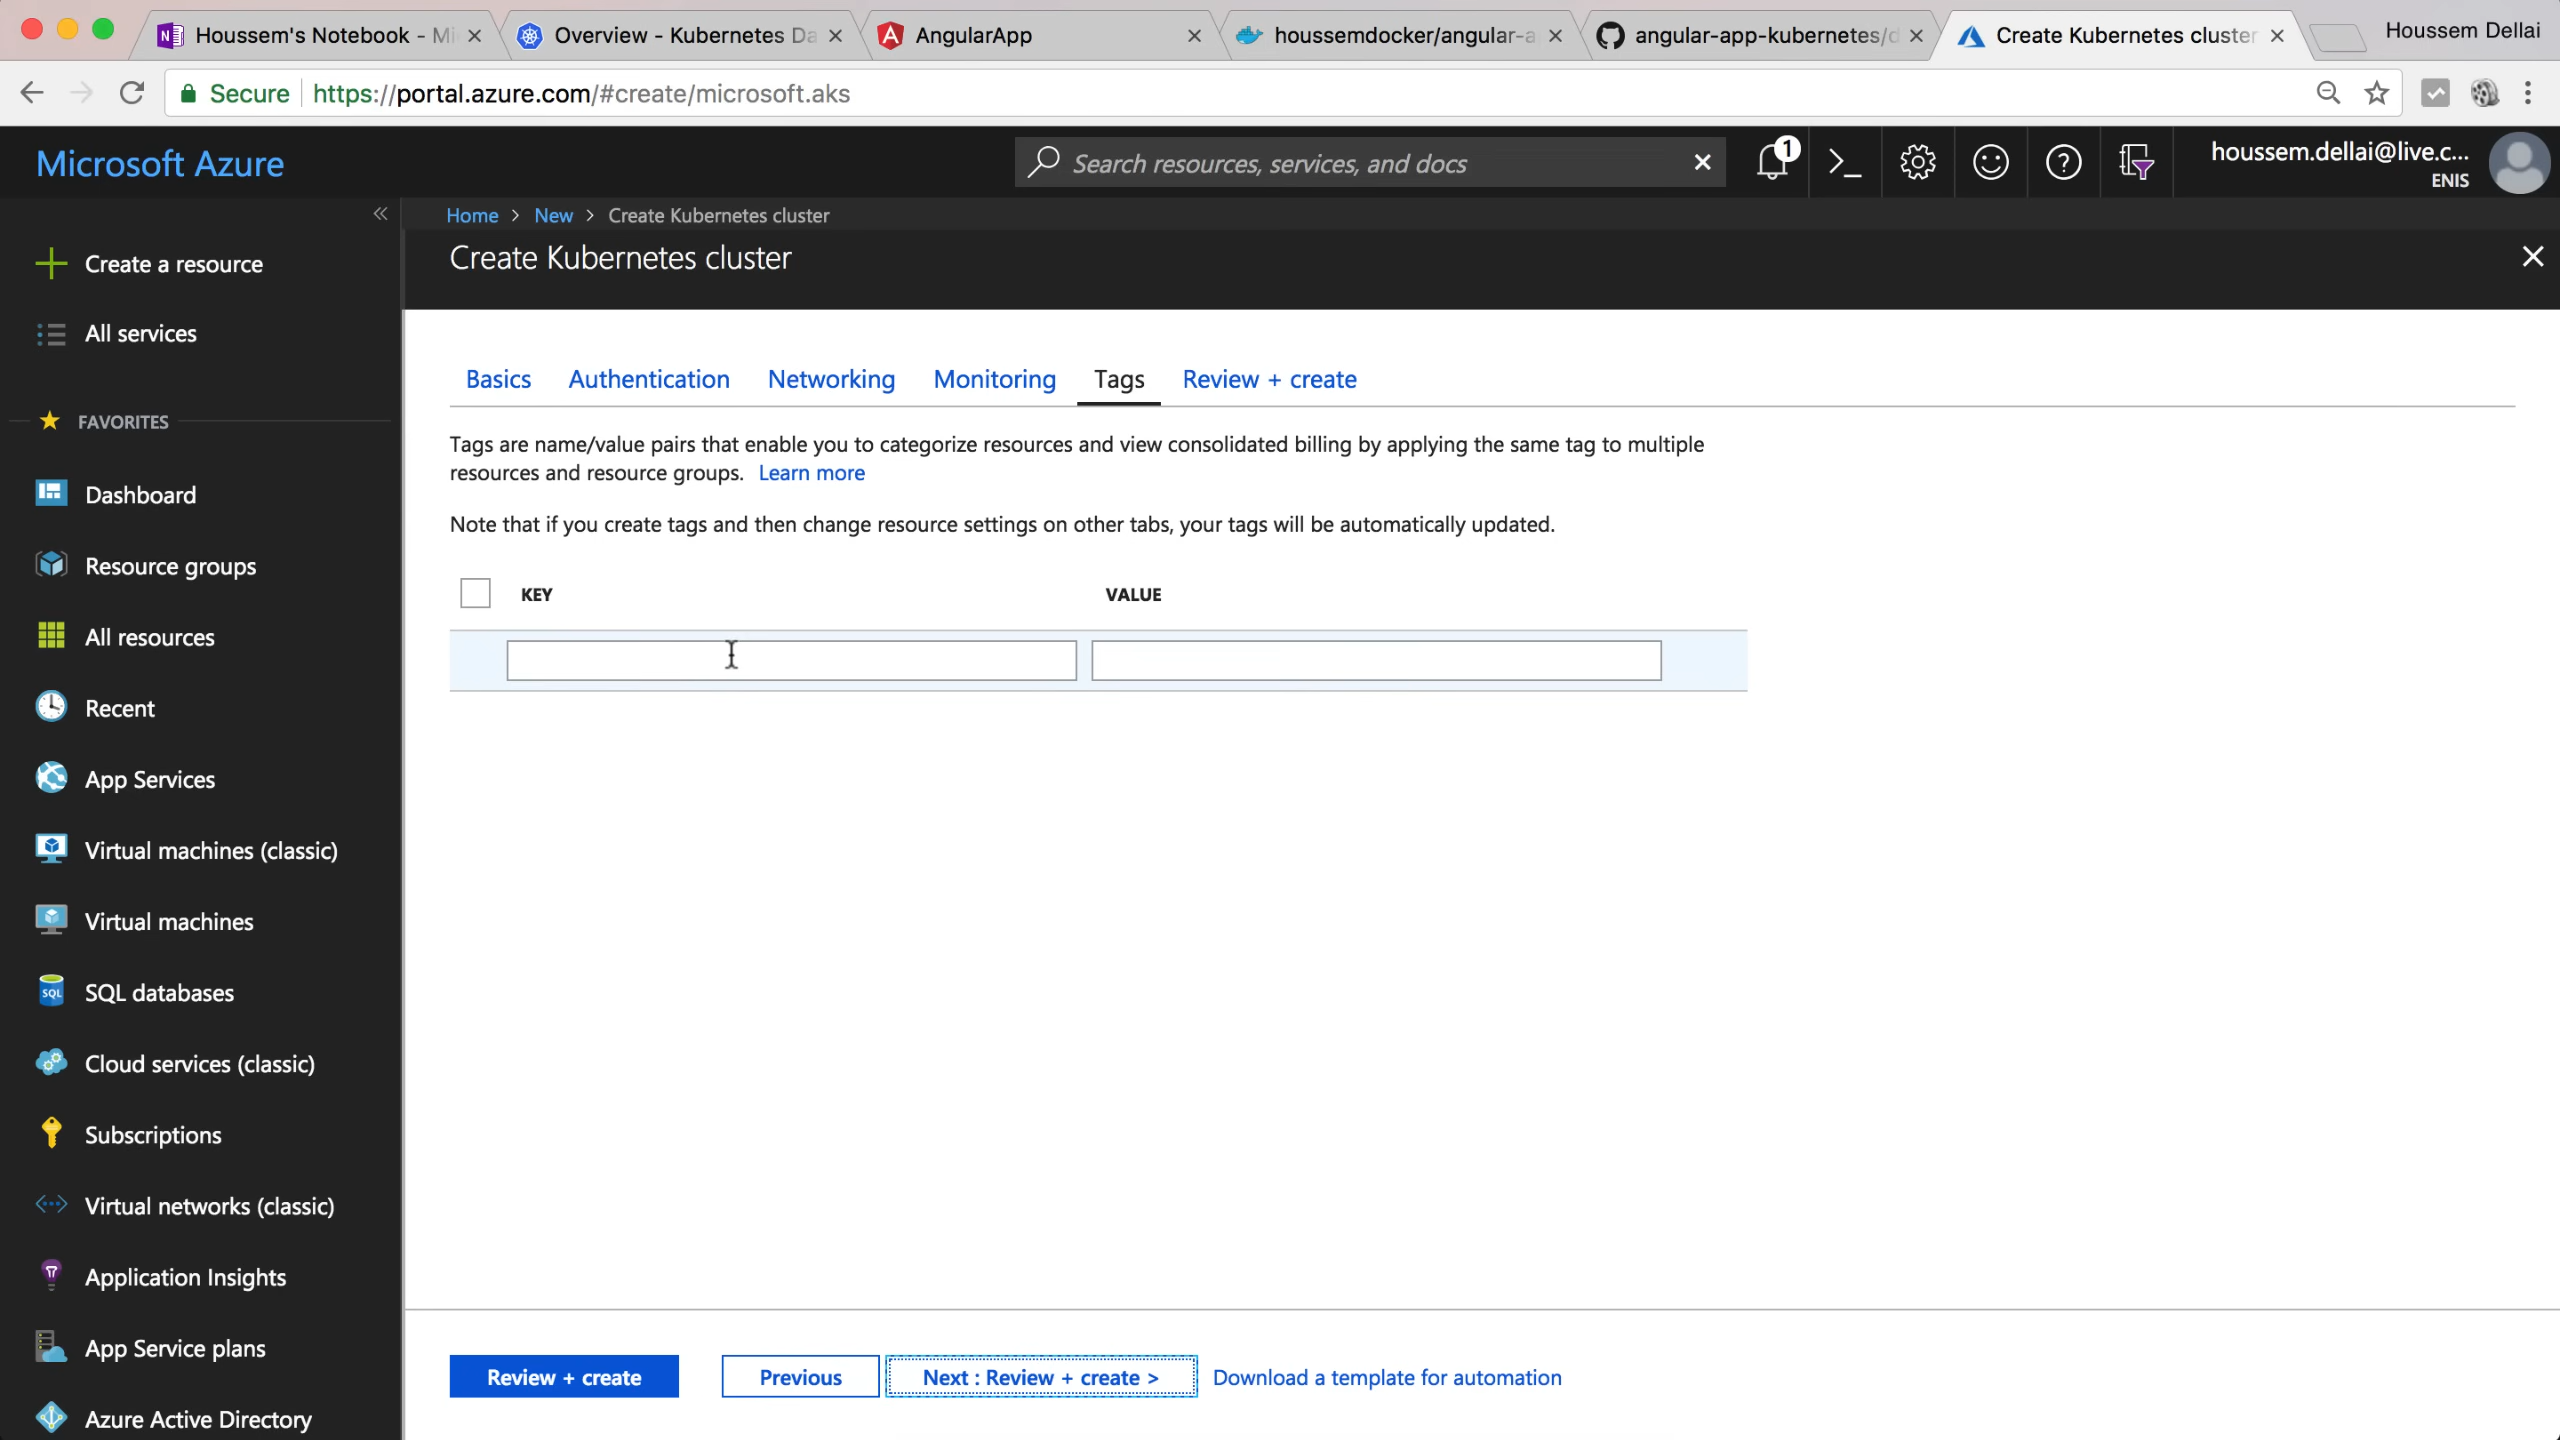 Houssem's Notebook - Mi
Overview - Kubernetes Da
AngularApp
houssemdocker/angular-a
angular-app-kubernetes/d
Create Kubernetes cluster
Houssem Dellai
Secure
https://portal.azure.com/#create/microsoft.aks
Microsoft Azure
Search resources, services, and docs
1
>_
houssem.dellai@live.c...
ENIS
Home > New > Create Kubernetes cluster
Create Kubernetes cluster
Create a resource
All services
FAVORITES
Dashboard
Resource groups
All resources
Recent
App Services
Virtual machines (classic)
Virtual machines
SQL databases
Cloud services (classic)
Subscriptions
Virtual networks (classic)
Application Insights
App Service plans
Azure Active Directory
Basics Authentication Networking Monitoring Tags Review + create
Tags are name/value pairs that enable you to categorize resources and view consolidated billing by applying the same tag to multiple
resources and resource groups. Learn more
Note that if you create tags and then change resource settings on other tabs, your tags will be automatically updated.
KEY VALUE
Review + create Previous Next : Review + create > Download a template for automation